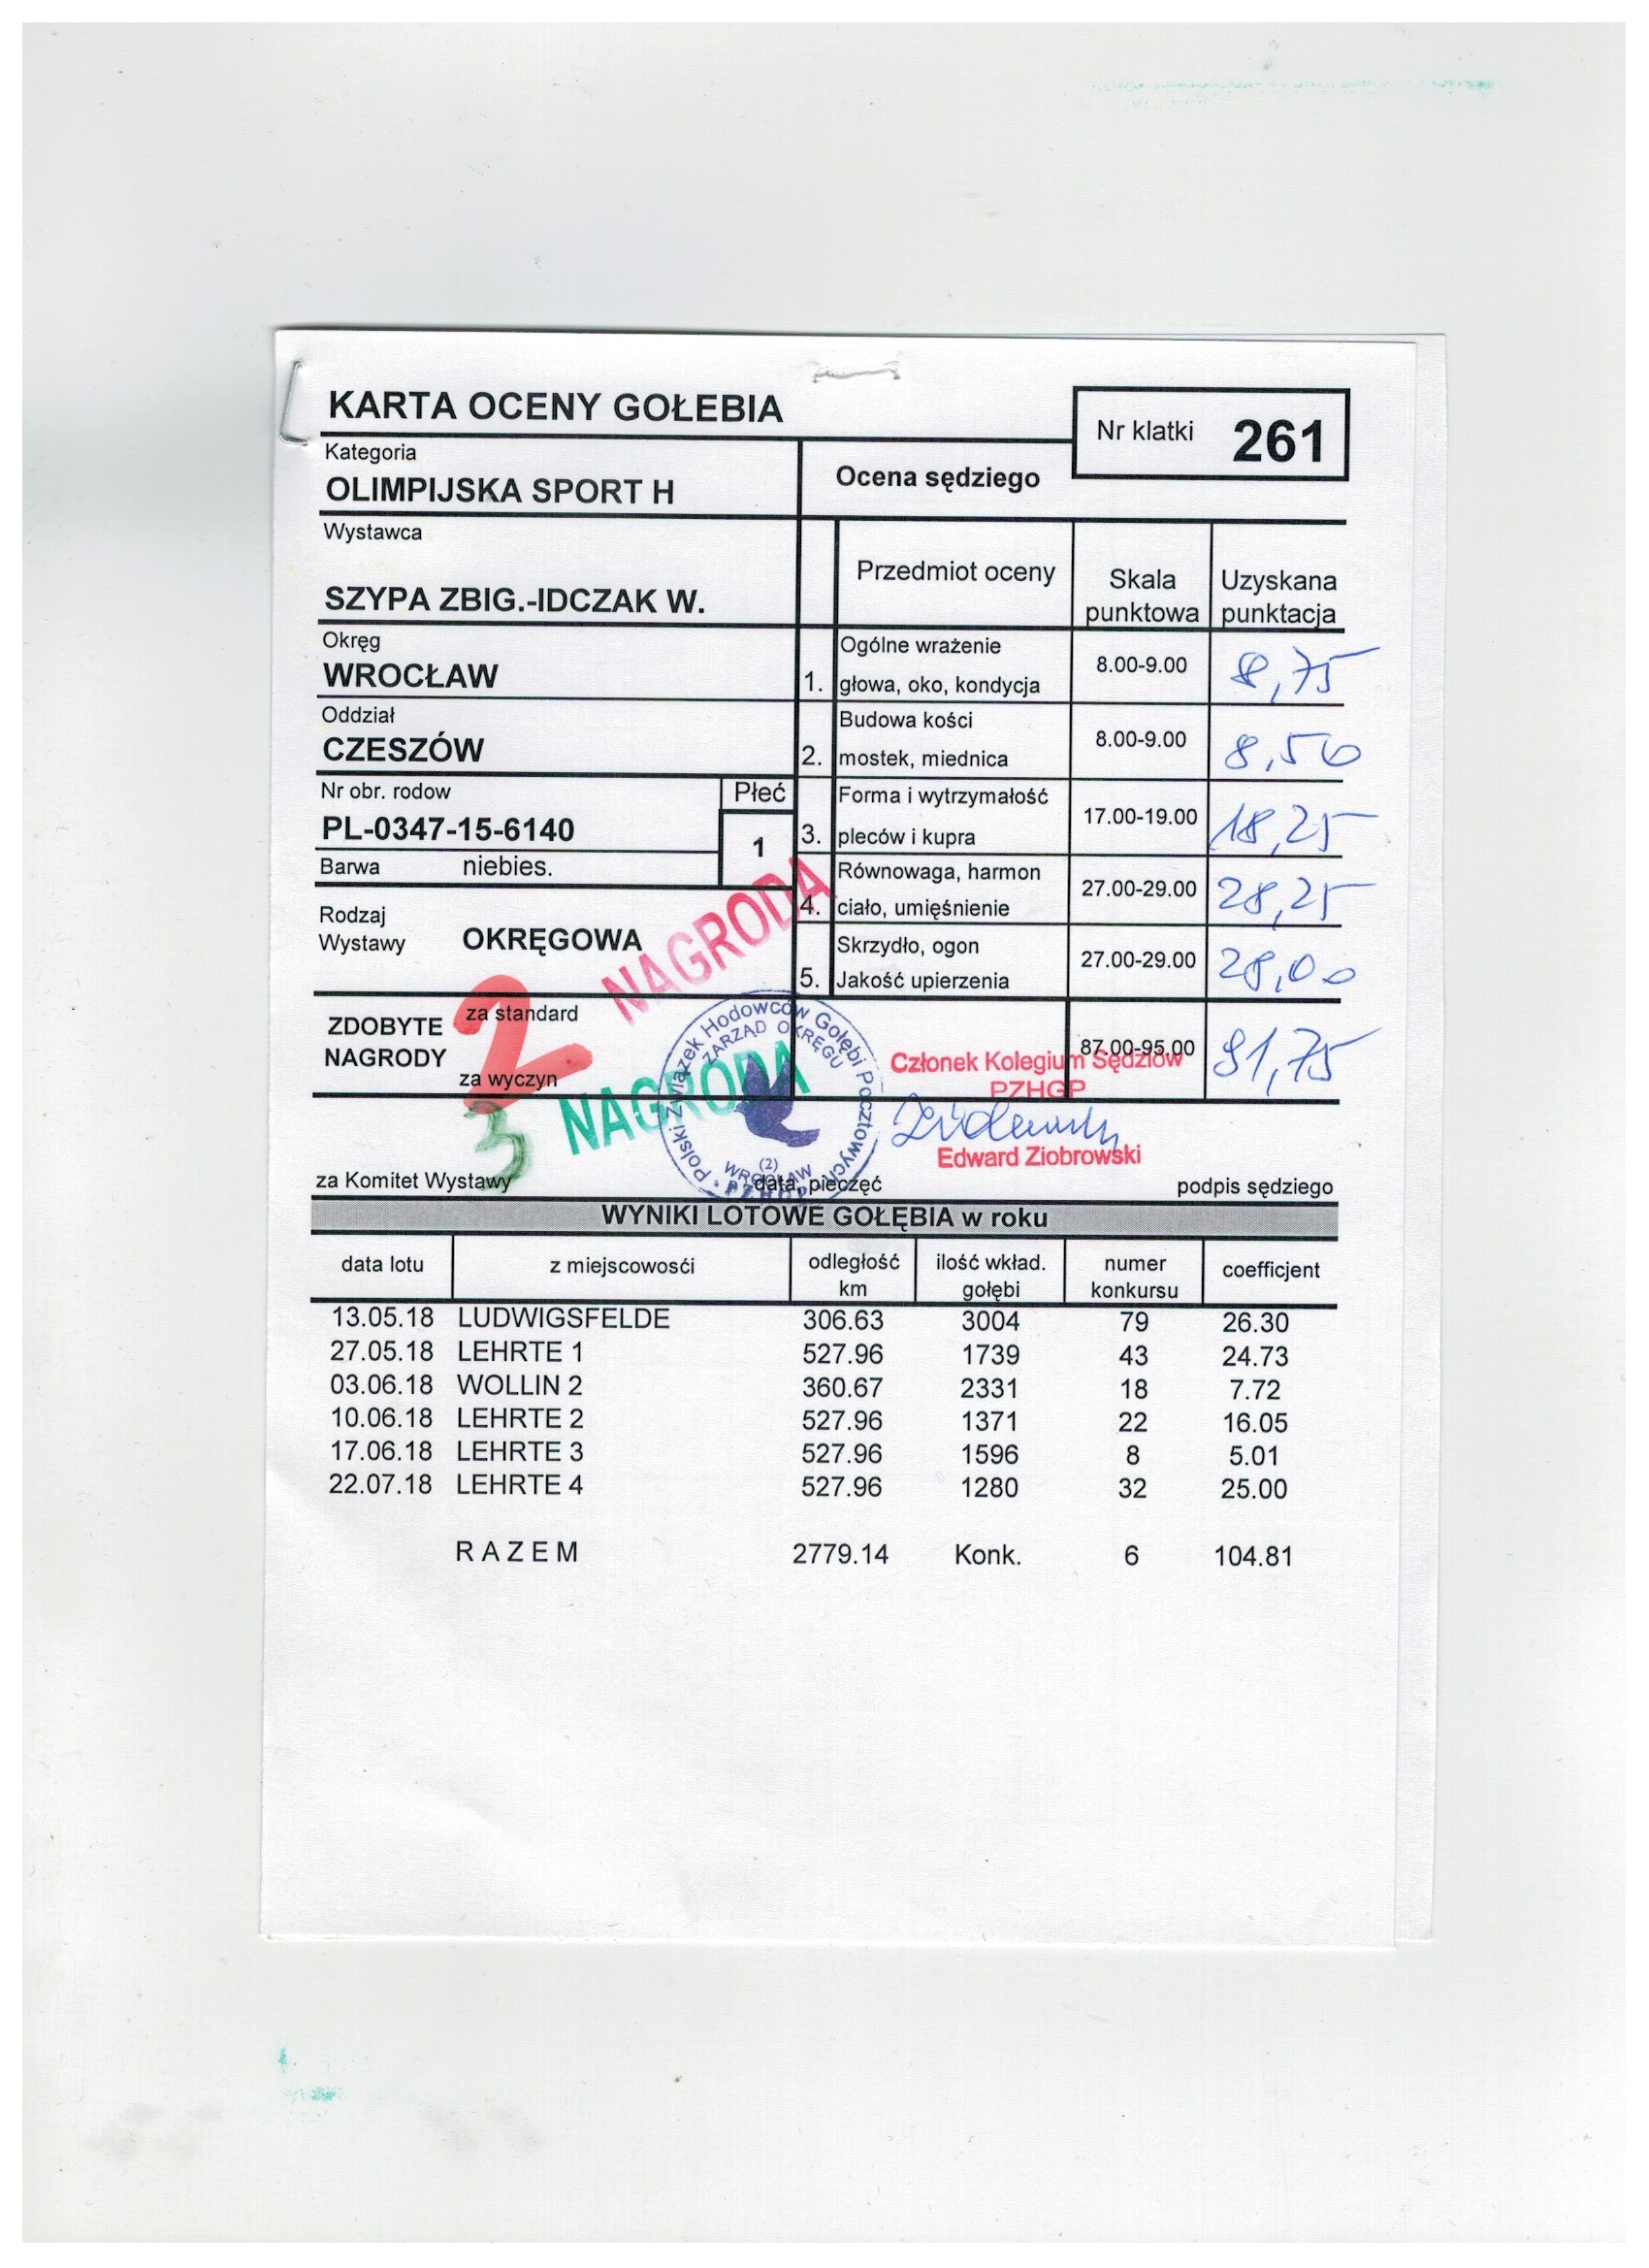 KARTA OCENY GOŁEBIA
Nr klatki 261
Kategoria
OLIMPIJSKA SPORT H
Ocena sędziego
Wystawca
SZYPA ZBIG.-IDCZAK W.
Przedmiot oceny
Skala punktowa
Uzyskana punktacja
Okręg
WROCŁAW
1. Ogólne wrażenie głowa, oko, kondycja 8.00-9.00 8,75
Oddział
CZESZÓW
2. Budowa kości mostek, miednica 8.00-9.00 8,50
Nr obr. rodow
PL-0347-15-6140
Płeć
1
3. Forma i wytrzymałość pleców i kupra 17.00-19.00 18,25
Barwa niebies.
4. Równowaga, harmon ciało, umięśnienie 27.00-29.00 28,25
Rodzaj Wystawy OKRĘGOWA
5. Skrzydło, ogon Jakość upierzenia 27.00-29.00 28,00
ZDOBYTE NAGRODY
za standard
2 NAGRODA
za wyczyn
3 NAGRODA
87.00-95.00 91,75
Polski Związek Hodowców Gołębi Pocztowych
ZARZĄD OKRĘGU
(2)
WROCŁAW
PZHGP
Członek Kolegium Sędziów
PZHGP
Edward Ziobrowski
za Komitet Wystawy
data, pieczęć
podpis sędziego
WYNIKI LOTOWE GOŁĘBIA w roku
data lotu z miejscowośći odległość km ilość wkład. gołębi numer konkursu coefficjent
13.05.18 LUDWIGSFELDE 306.63 3004 79 26.30
27.05.18 LEHRTE 1 527.96 1739 43 24.73
03.06.18 WOLLIN 2 360.67 2331 18 7.72
10.06.18 LEHRTE 2 527.96 1371 22 16.05
17.06.18 LEHRTE 3 527.96 1596 8 5.01
22.07.18 LEHRTE 4 527.96 1280 32 25.00
R A Z E M 2779.14 Konk. 6 104.81